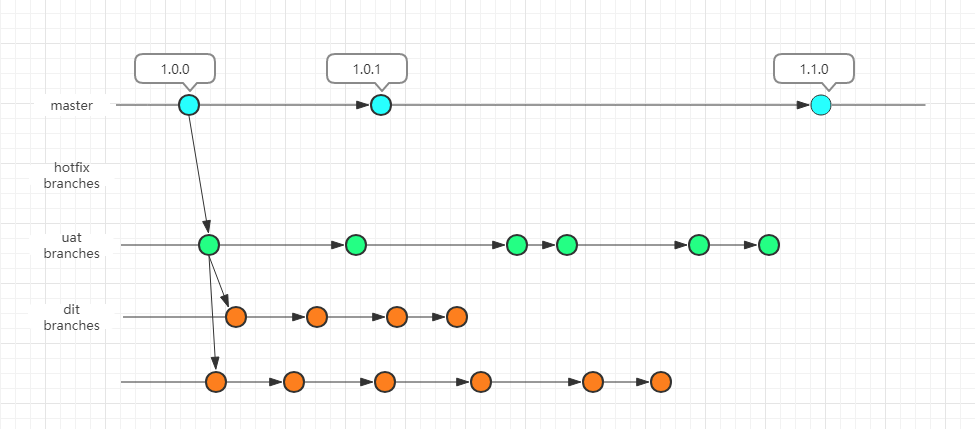 1.0.0
1.0.1
1.1.0
master
hotfix
branches
uat
branches
dit
branches